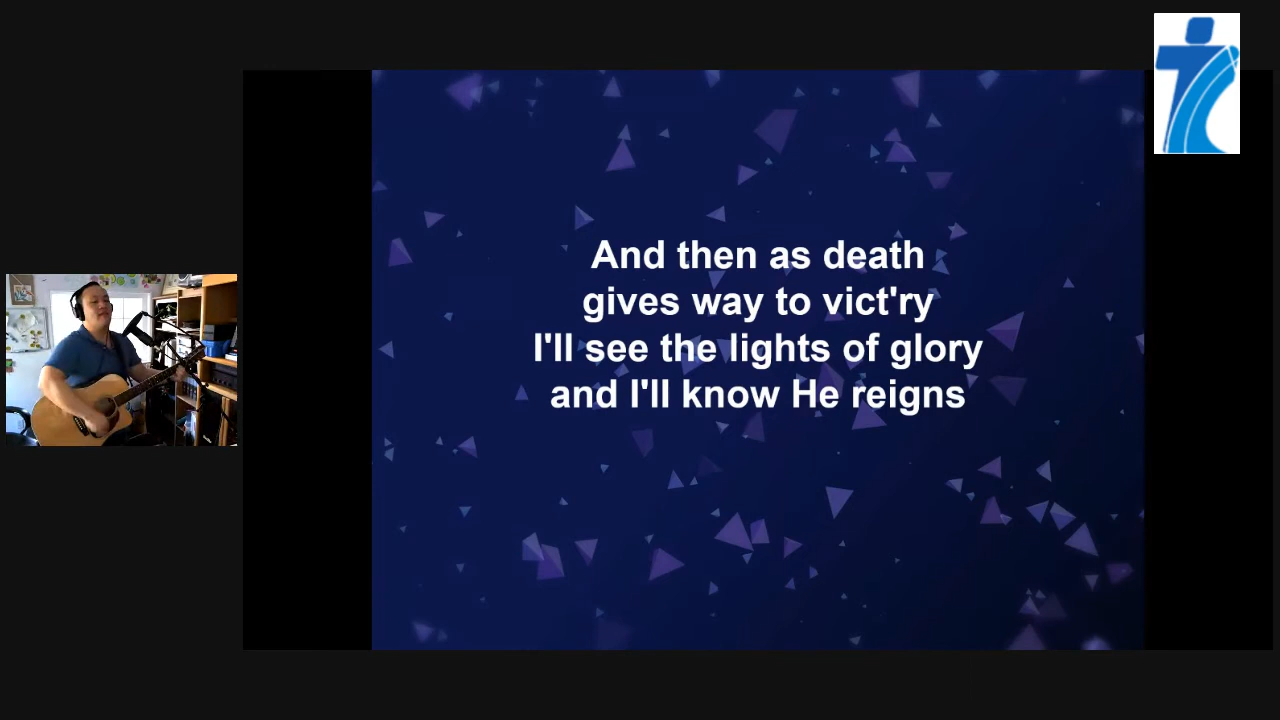 And then as death
gives way to vict'ry
I'll see the lights of glory
and I'll know He reigns